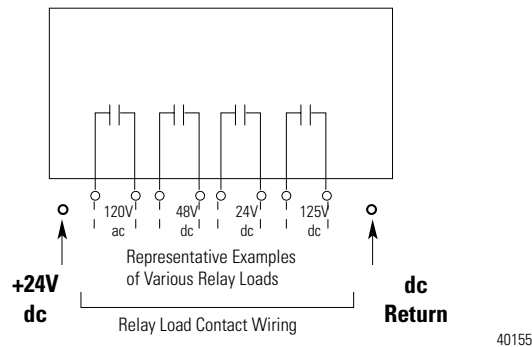 120V 48V 24V 125V
ac dc dc dc
Representative Examples
of Various Relay Loads
+24V
dc
dc
Return
Relay Load Contact Wiring
40155